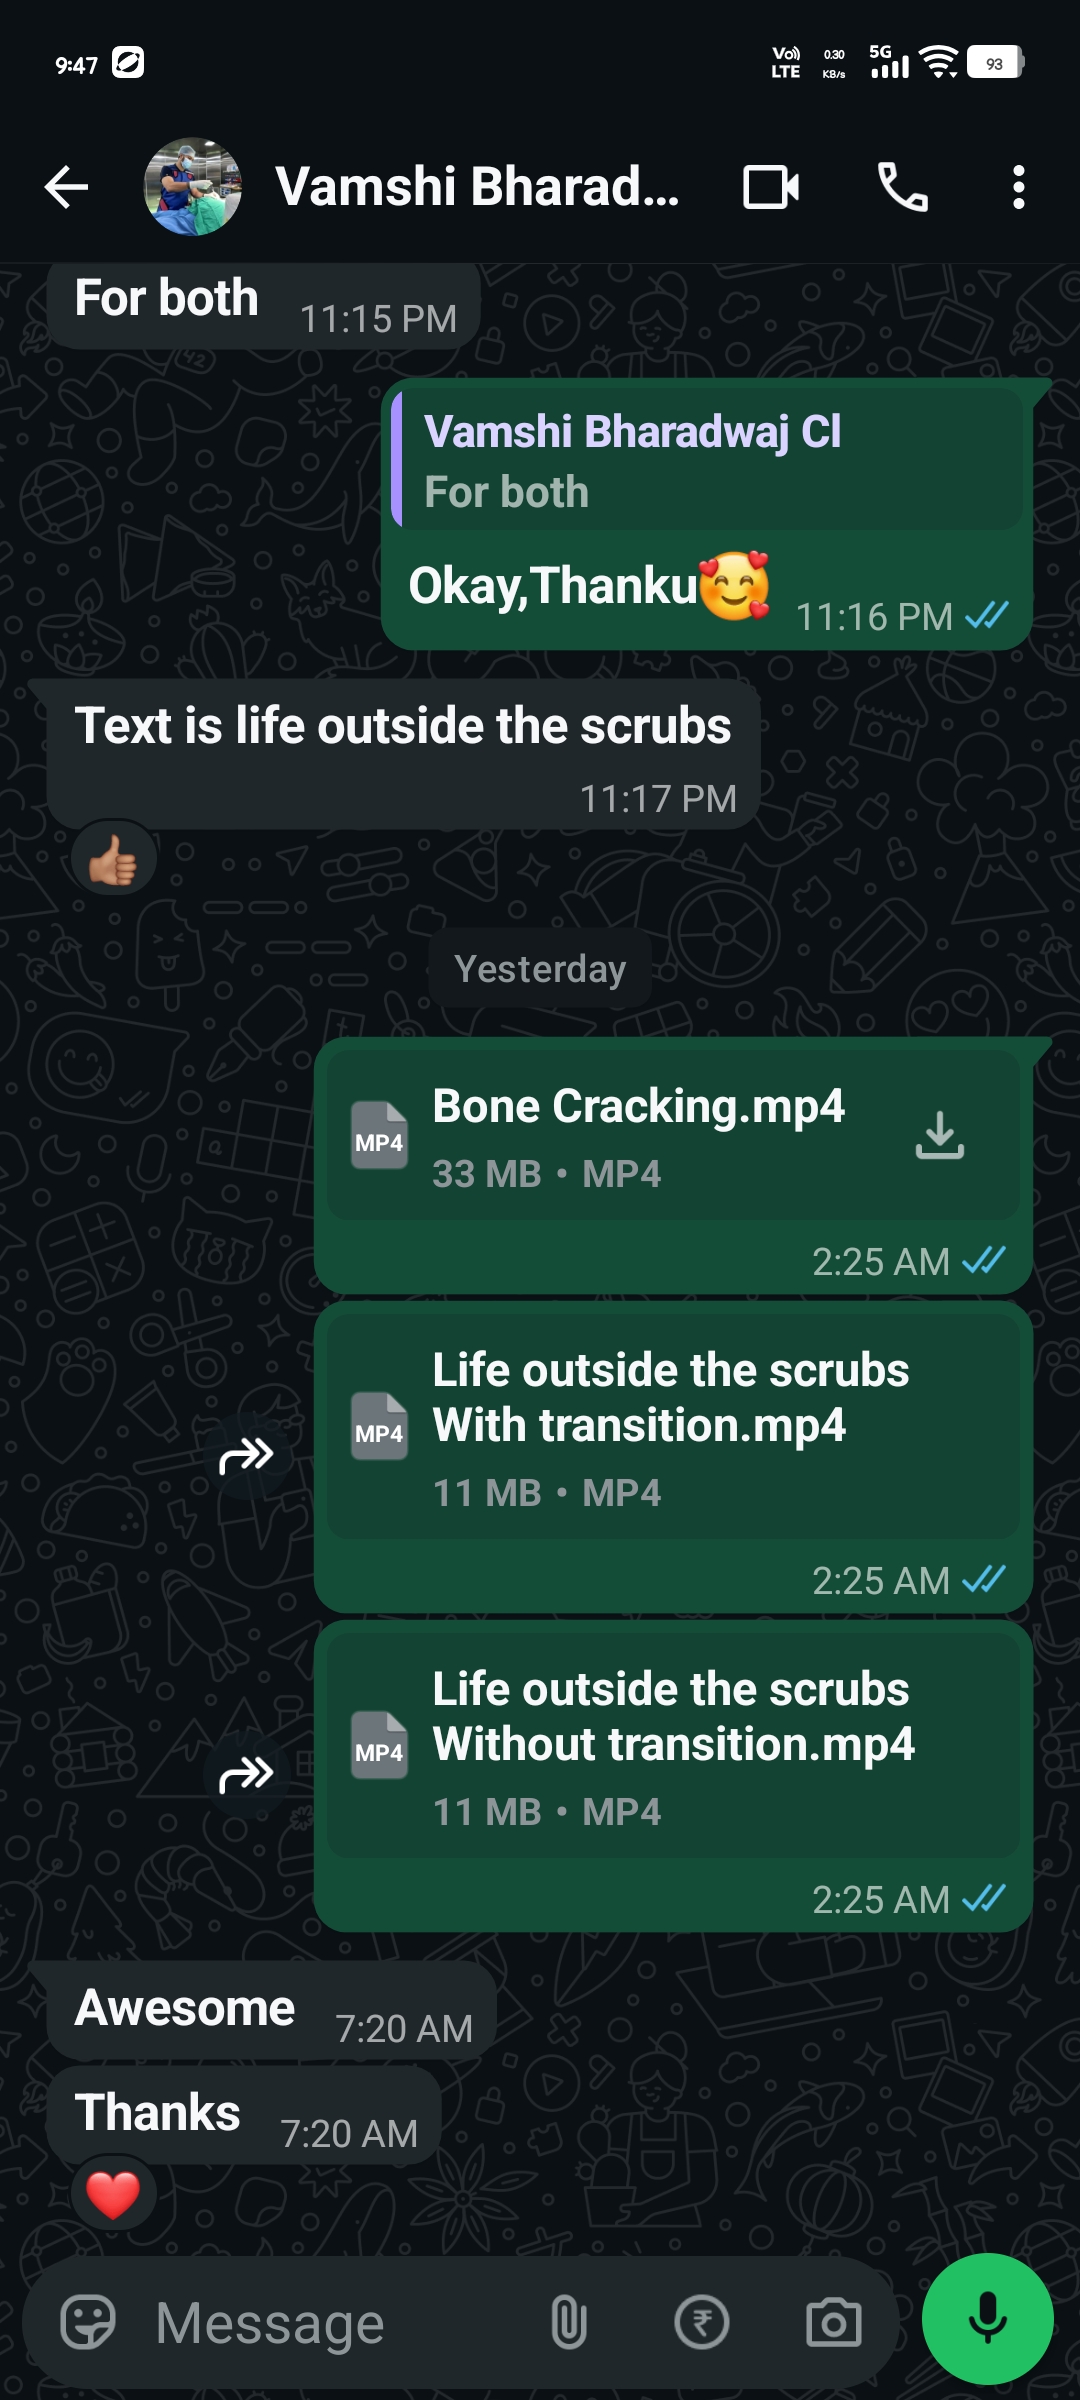 9:47
Vo))
LTE
0.30
KB/s
5G
93
Vamshi Bharad...
For both
11:15 PM
Vamshi Bharadwaj Cl
For both
Okay,Thanku🥰
11:16 PM
Text is life outside the scrubs
11:17 PM
Yesterday
MP4
Bone Cracking.mp4
33 MB • MP4
2:25 AM
MP4
Life outside the scrubs
With transition.mp4
11 MB • MP4
2:25 AM
MP4
Life outside the scrubs
Without transition.mp4
11 MB • MP4
2:25 AM
Awesome
7:20 AM
Thanks
7:20 AM
Message
₹